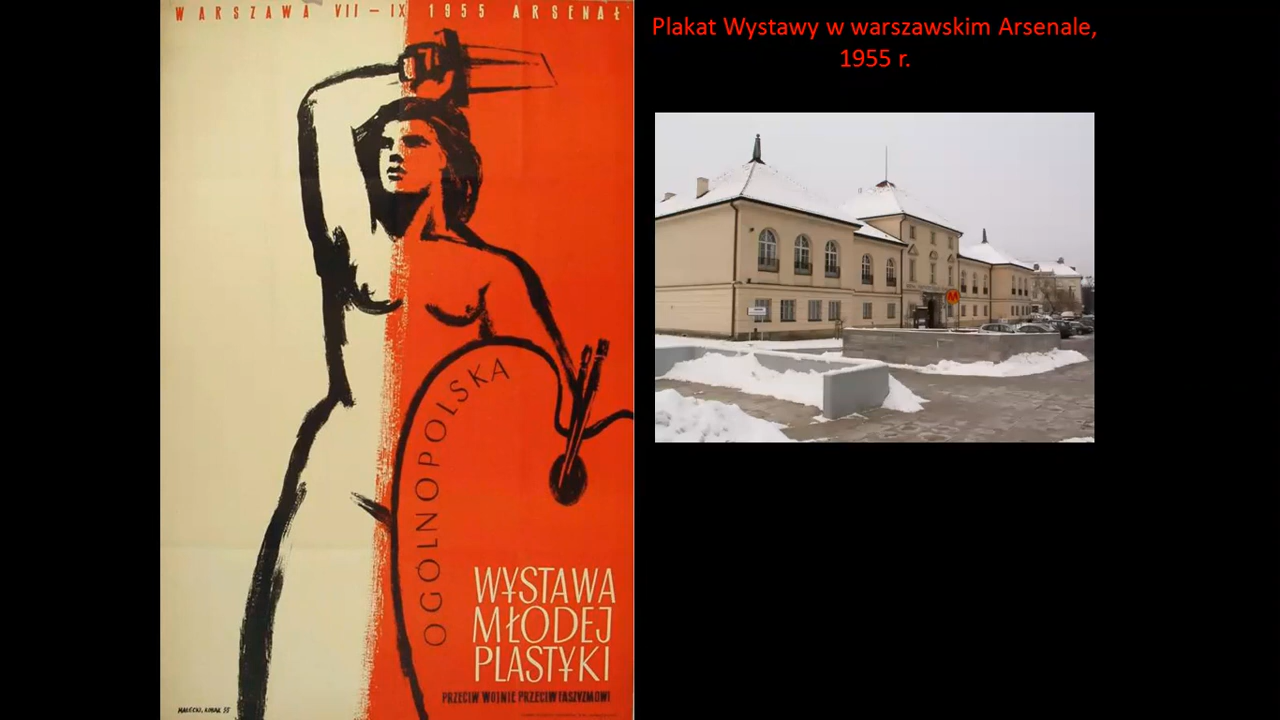 WARSZAWA VII – IX 1955 ARSENAŁ
OGÓLNOPOLSKA
WYSTAWA
MŁODEJ
PLASTYKI
PRZECIW WOJNIE PRZECIW FASZYZMOWI
Plakat Wystawy w warszawskim Arsenale,
1955 r.